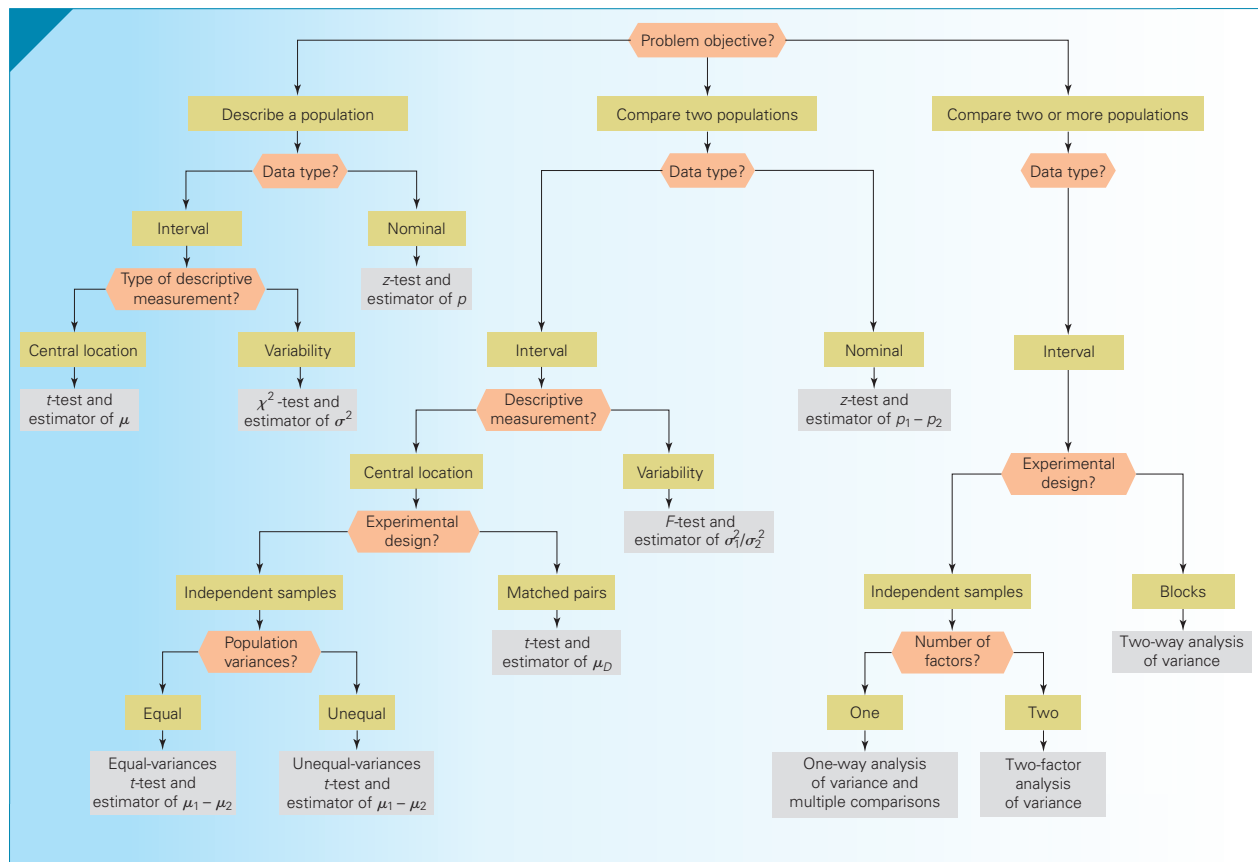 Problem objective?
Describe a population
Compare two populations
Compare two or more populations
Data type?
Data type?
Data type?
Interval
Nominal
Type of descriptive
measurement?
z-test and
estimator of p
Central location
Variability
Interval
Nominal
Interval
t-test and
estimator of μ
χ² -test and
estimator of σ²
Descriptive
measurement?
z-test and
estimator of p₁ – p₂
Central location
Variability
Experimental
design?
Experimental
design?
F-test and
estimator of σ₁²/σ₂²
Independent samples
Matched pairs
Independent samples
Blocks
Population
variances?
t-test and
estimator of μD
Number of
factors?
Two-way analysis
of variance
Equal
Unequal
One
Two
Equal-variances
t-test and
estimator of μ₁ – μ₂
Unequal-variances
t-test and
estimator of μ₁ – μ₂
One-way analysis
of variance and
multiple comparisons
Two-factor
analysis
of variance